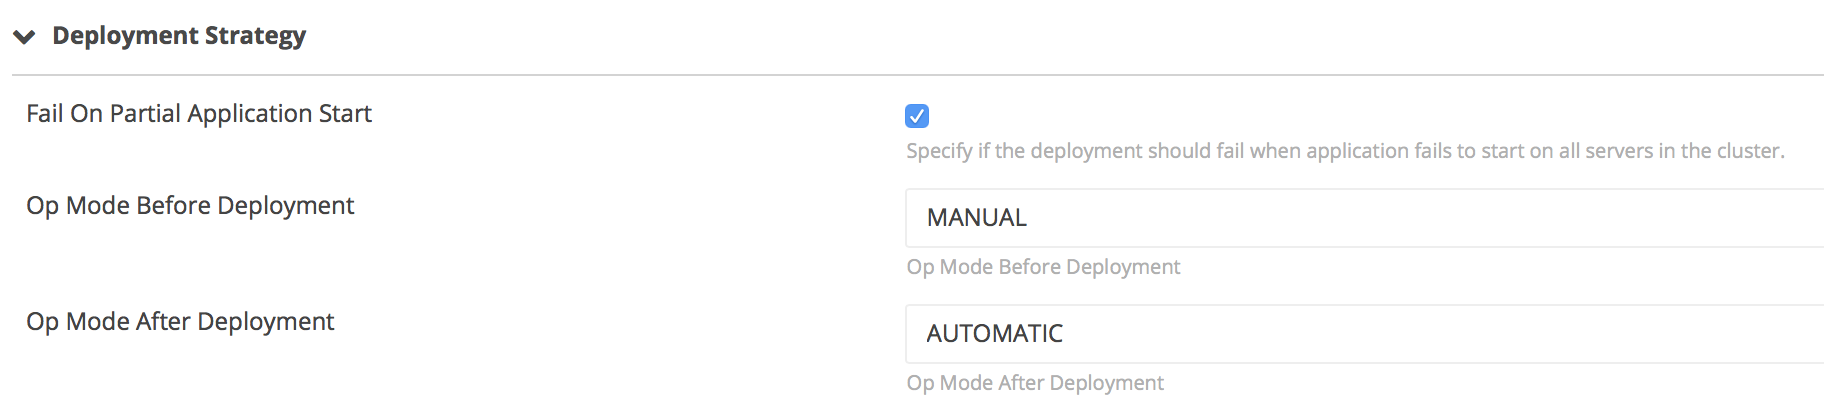 Deployment Strategy
Fail On Partial Application Start
Specify if the deployment should fail when application fails to start on all servers in the cluster.
Op Mode Before Deployment
MANUAL
Op Mode Before Deployment
Op Mode After Deployment
AUTOMATIC
Op Mode After Deployment